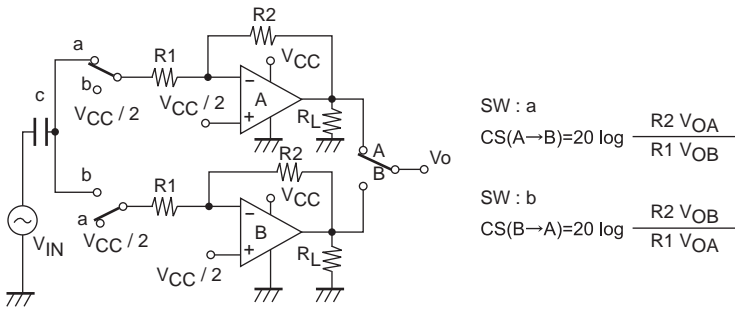 R2
a
R1
VCC
b
c
VCC / 2
VCC / 2
−
A
+
RL
SW : a
CS(A→B)=20 log R2 VOA
R1 VOB
A
Vo
B
R2
b
R1
VCC
a
VCC / 2
−
B
+
VIN
VCC / 2
RL
SW : b
CS(B→A)=20 log R2 VOB
R1 VOA